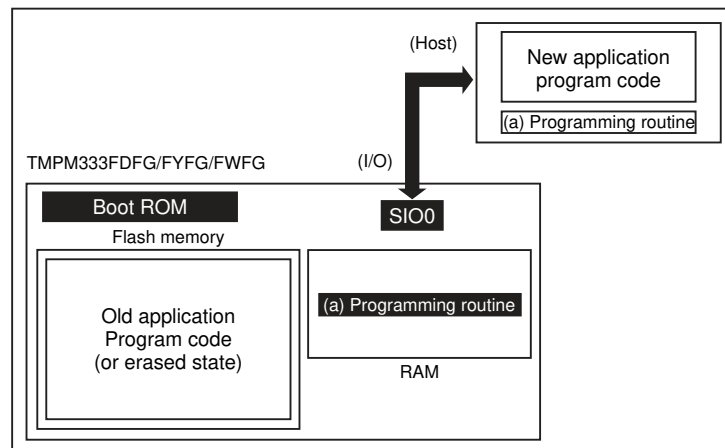 (Host)
New application
program code
(a) Programming routine
TMPM333FDFG/FYFG/FWFG
(I/O)
Boot ROM
SIO0
Flash memory
Old application
Program code
(or erased state)
(a) Programming routine
RAM